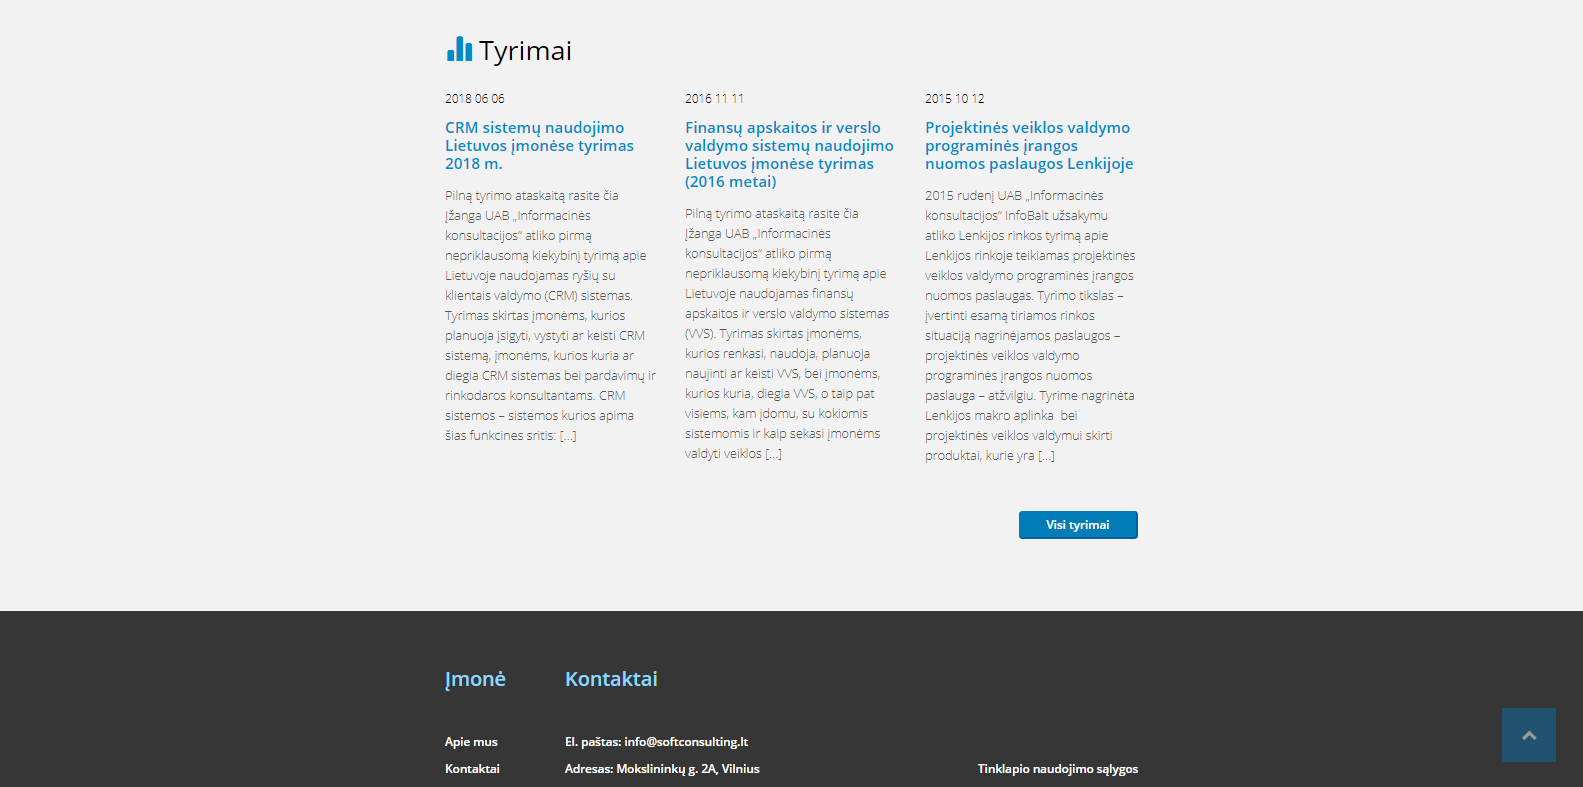 Tyrimai
2018 06 06
CRM sistemų naudojimo
Lietuvos įmonėse tyrimas
2018 m.
Pilną tyrimo ataskaitą rasite čia
Įžanga UAB „Informacinės
konsultacijos“ atliko pirmą
nepriklausomą kiekybinį tyrimą apie
Lietuvoje naudojamas ryšių su
klientais valdymo (CRM) sistemas.
Tyrimas skirtas įmonėms, kurios
planuoja įsigyti, vystyti ar keisti CRM
sistemą, įmonėms, kurios kuria ar
diegia CRM sistemas bei pardavimų ir
rinkodaros konsultantams. CRM
sistemos – sistemos kurios apima
šias funkcines sritis: [...]
2016 11 11
Finansų apskaitos ir verslo
valdymo sistemų naudojimo
Lietuvos įmonėse tyrimas
(2016 metai)
Pilną tyrimo ataskaitą rasite čia
Įžanga UAB „Informacinės
konsultacijos“ atliko pirmą
nepriklausomą kiekybinį tyrimą apie
Lietuvoje naudojamas finansų
apskaitos ir verslo valdymo sistemas
(VVS). Tyrimas skirtas įmonėms,
kurios renkasi, naudoja, planuoja
naujinti ar keisti VVS, bei įmonėms,
kurios kuria, diegia VVS, o taip pat
visiems, kam įdomu, su kokiomis
sistemomis ir kaip sekasi įmonėms
valdyti veiklos [...]
2015 10 12
Projektinės veiklos valdymo
programinės įrangos
nuomos paslaugos Lenkijoje
2015 rudenį UAB „Informacinės
konsultacijos“ InfoBalt užsakymu
atliko Lenkijos rinkos tyrimą apie
Lenkijos rinkoje teikiamas projektinės
veiklos valdymo programinės įrangos
nuomos paslaugas. Tyrimo tikslas –
įvertinti esamą tiriamos rinkos
situaciją nagrinėjamos paslaugos –
projektinės veiklos valdymo
programinės įrangos nuomos
paslauga – atžvilgiu. Tyrime nagrinėta
Lenkijos makro aplinka  bei
projektinės veiklos valdymui skirti
produktai, kurie yra [...]
Visi tyrimai
Įmonė
Apie mus
Kontaktai
Kontaktai
El. paštas: info@softconsulting.lt
Adresas: Mokslininkų g. 2A, Vilnius
Tinklapio naudojimo sąlygos